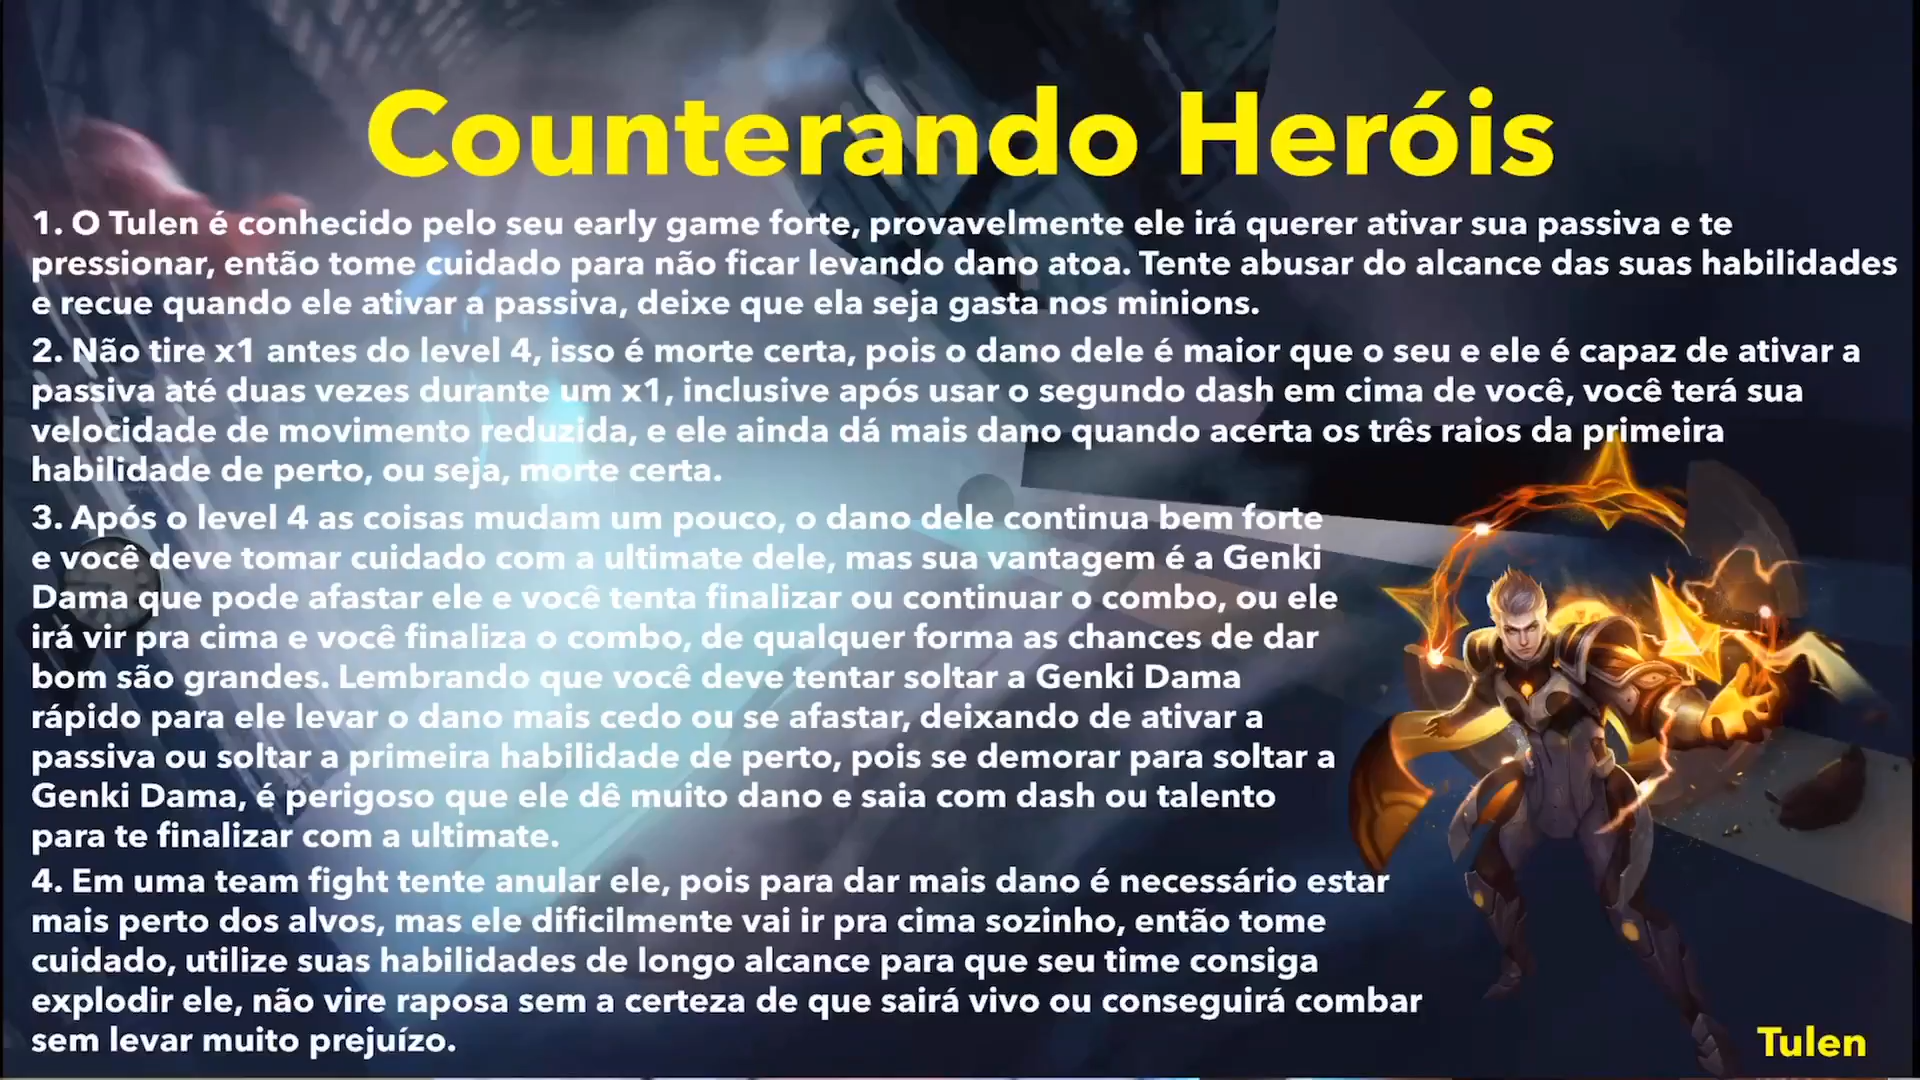 Counterando Heróis
1. O Tulen é conhecido pelo seu early game forte, provavelmente ele irá querer ativar sua passiva e te
pressionar, então tome cuidado para não ficar levando dano atoa. Tente abusar do alcance das suas habilidades
e recue quando ele ativar a passiva, deixe que ela seja gasta nos minions.
2. Não tire x1 antes do level 4, isso é morte certa, pois o dano dele é maior que o seu e ele é capaz de ativar a
passiva até duas vezes durante um x1, inclusive após usar o segundo dash em cima de você, você terá sua
velocidade de movimento reduzida, e ele ainda dá mais dano quando acerta os três raios da primeira
habilidade de perto, ou seja, morte certa.
3. Após o level 4 as coisas mudam um pouco, o dano dele continua bem forte
e você deve tomar cuidado com a ultimate dele, mas sua vantagem é a Genki
Dama que pode afastar ele e você tenta finalizar ou continuar o combo, ou ele
irá vir pra cima e você finaliza o combo, de qualquer forma as chances de dar
bom são grandes. Lembrando que você deve tentar soltar a Genki Dama
rápido para ele levar o dano mais cedo ou se afastar, deixando de ativar a
passiva ou soltar a primeira habilidade de perto, pois se demorar para soltar a
Genki Dama, é perigoso que ele dê muito dano e saia com dash ou talento
para te finalizar com a ultimate.
4. Em uma team fight tente anular ele, pois para dar mais dano é necessário estar
mais perto dos alvos, mas ele dificilmente vai ir pra cima sozinho, então tome
cuidado, utilize suas habilidades de longo alcance para que seu time consiga
explodir ele, não vire raposa sem a certeza de que sairá vivo ou conseguirá combar
sem levar muito prejuízo.
Tulen